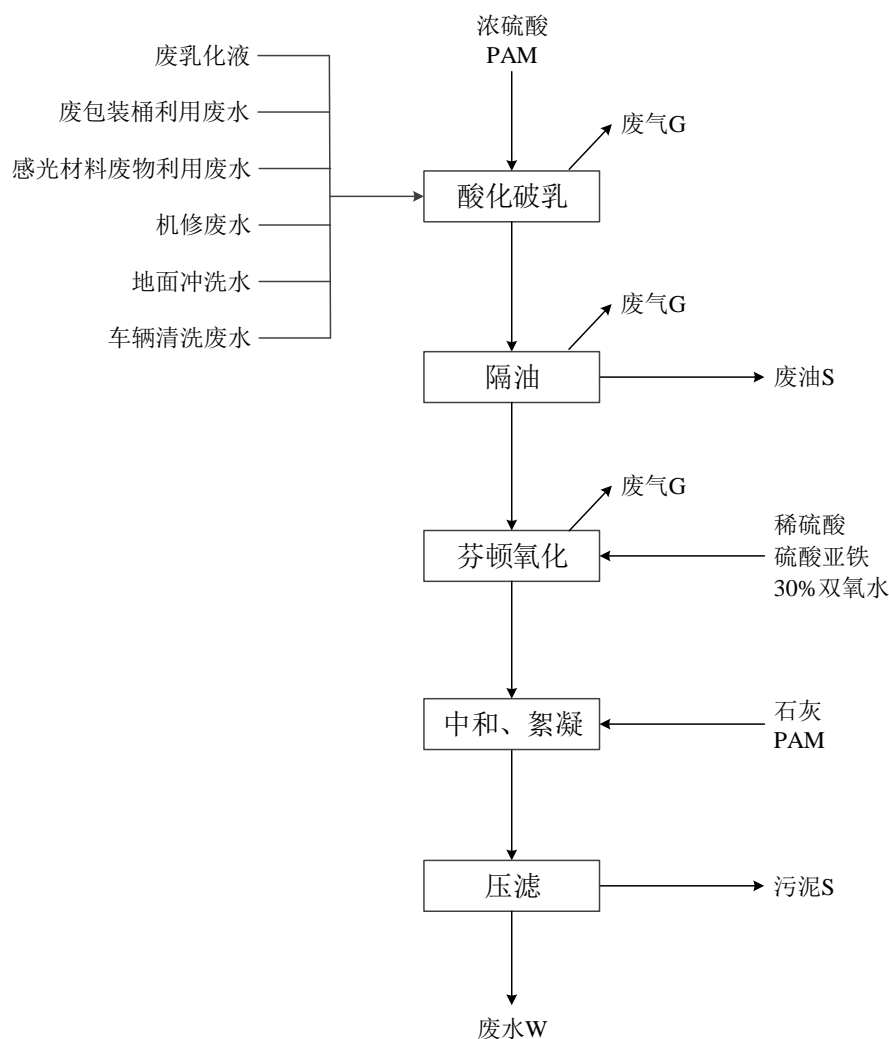 浓硫酸
PAM
废乳化液
废包装桶利用废水
感光材料废物利用废水
机修废水
地面冲洗水
车辆清洗废水
废气G
酸化破乳
废气G
隔油
废油S
废气G
芬顿氧化
稀硫酸
硫酸亚铁
30%双氧水
中和、絮凝
石灰
PAM
压滤
污泥S
废水W